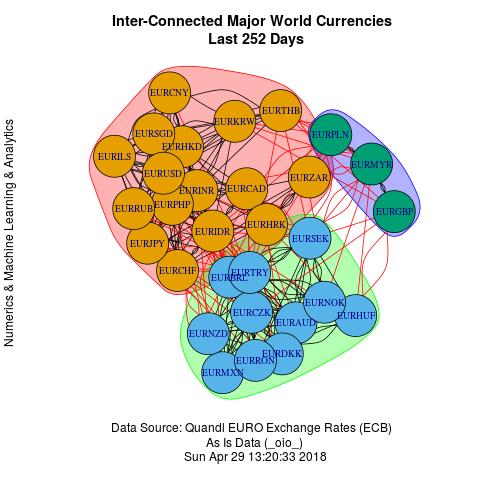 Inter-Connected Major World Currencies
Last 252 Days
Numerics & Machine Learning & Analytics
EURCNY
EURTHB
EURKRW
EURSGD
EURPLN
EURHKD
EURILS
EURMYR
EURUSD
EURZAR
EURINR
EURCAD
EURRUB
EURPHP
EURGBP
EURHRK
EURIDR
EURSEK
EURJPY
EURCHF
EURBRL
EURTRY
EURNOK
EURCZK
EURHUF
EURAUD
EURNZD
EURDKK
EURRON
EURMXN
Data Source: Quandl EURO Exchange Rates (ECB)
As Is Data (_oio_)
Sun Apr 29 13:20:33 2018